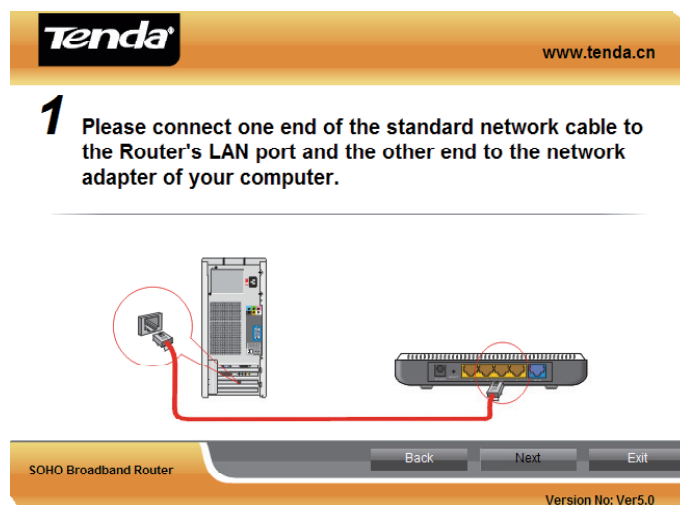 Tenda
www.tenda.cn
1
Please connect one end of the standard network cable to
the Router's LAN port and the other end to the network
adapter of your computer.
SOHO Broadband Router
Back
Next
Exit
Version No: Ver5.0